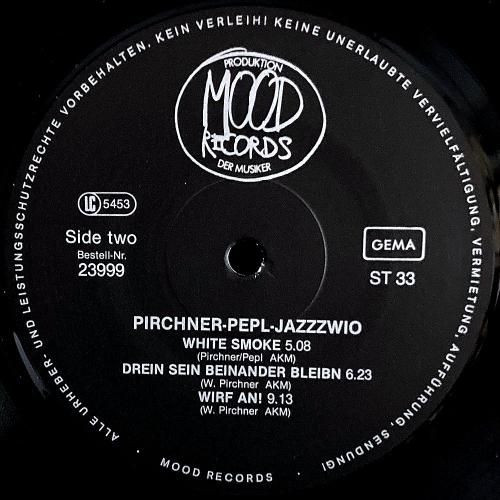 ALLE URHEBER- UND LEISTUNGSSCHUTZRECHTE VORBEHALTEN. KEIN VERLEIH! KEINE UNERLAUBTE VERVIELFÄLTIGUNG, VERMIETUNG, AUFFÜHRUNG, SENDUNG!
PRODUKTION
MOOD
RECORDS
DER MUSIKER
LC 5453
Side two
Bestell-Nr.
23999
GEMA
ST 33
PIRCHNER-PEPL-JAZZZWIO
WHITE SMOKE 5.08
(Pirchner/Pepl AKM)
DREIN SEIN BEINANDER BLEIBN 6.23
(W. Pirchner AKM)
WIRF AN! 9.13
(W. Pirchner AKM)
· MOOD RECORDS ·